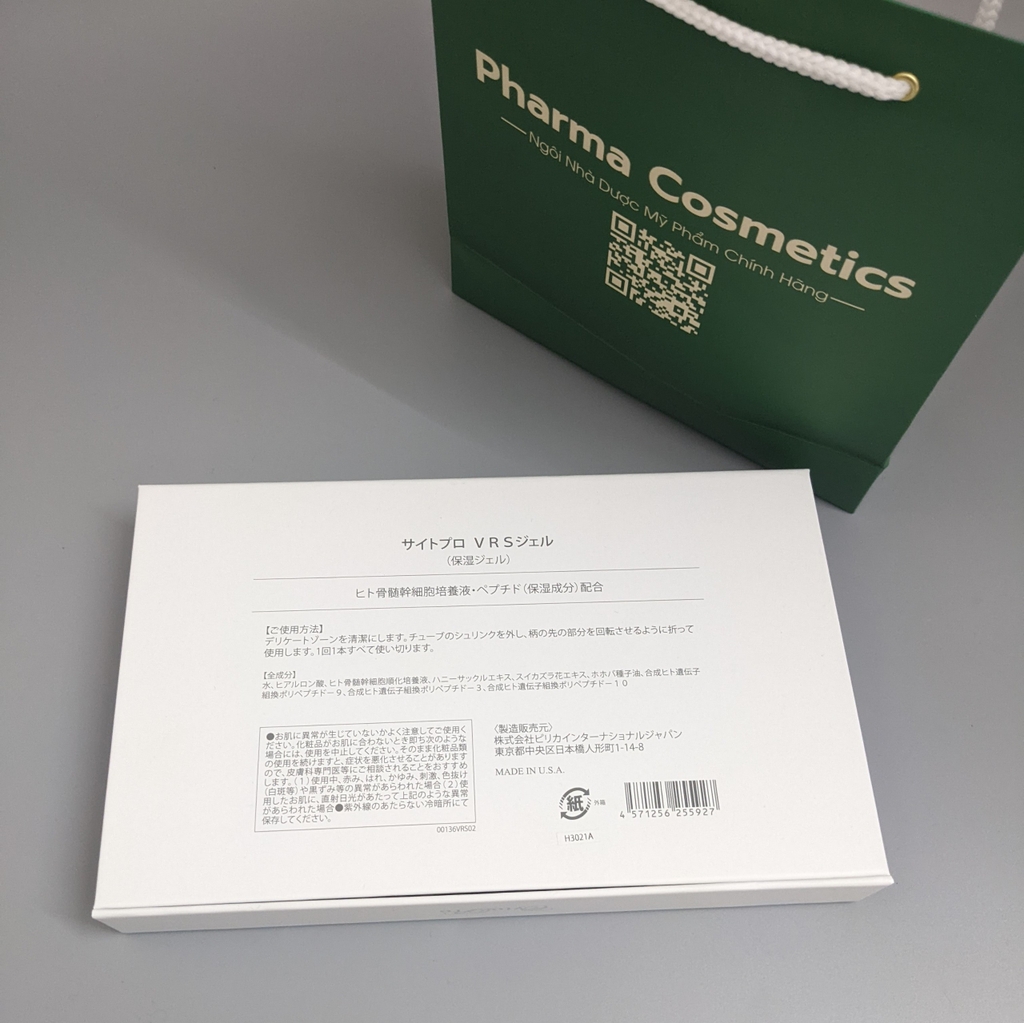 Pharma Cosmetics
Ngôi Nhà Dược Mỹ Phẩm Chính Hãng
サイトプロ ＶＲＳジェル
（保湿ジェル）
ヒト骨髄幹細胞培養液・ペプチド（保湿成分）配合
【ご使用方法】
デリケートゾーンを清潔にします。チューブのシュリンクを外し、柄の先の部分を回転させるように折って
使用します。1回1本すべて使い切ります。
【全成分】
水、ヒアルロン酸、ヒト骨髄幹細胞順化培養液、ハニーサックルエキス、スイカズラ花エキス、ホホバ種子油、合成ヒト遺伝子
組換ポリペプチドー９、合成ヒト遺伝子組換ポリペプチドー３、合成ヒト遺伝子組換ポリペプチドー１０
●お肌に異常が生じていないかよく注意してご使用く
ださい。化粧品がお肌に合わないとき即ち次のような
場合には、使用を中止してください。そのまま化粧品類
の使用を続けますと、症状を悪化させることがあります
ので、皮膚科専門医等にご相談されることをおすすめ
します。（１）使用中、赤み、はれ、かゆみ、刺激、色抜け
（白斑等）や黒ずみ等の異常があらわれた場合（２）使
用したお肌に、直射日光があたって上記のような異常
があらわれた場合●紫外線のあたらない冷暗所にて
保存してください。
00136VRS02
〈製造販売元〉
株式会社ピリカインターナショナルジャパン
東京都中央区日本橋人形町1-14-8
MADE IN U.S.A.
紙 外箱
4 571256 255927
H3021A